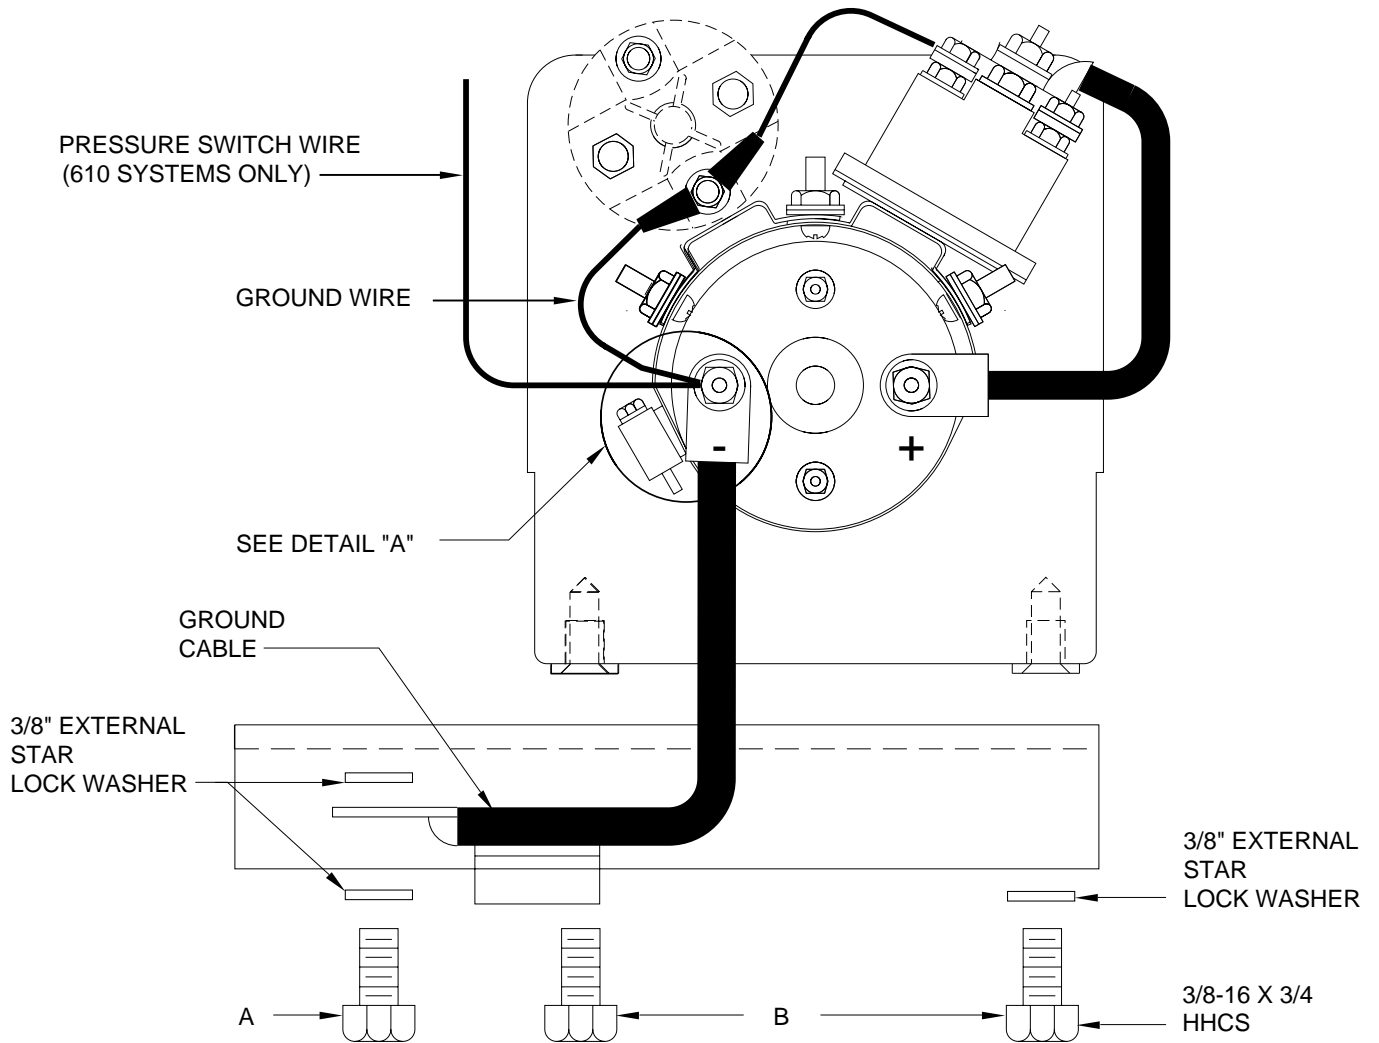 PRESSURE SWITCH WIRE
(610 SYSTEMS ONLY)
GROUND WIRE
-
+
SEE DETAIL "A"
GROUND
CABLE
3/8" EXTERNAL
STAR
LOCK WASHER
3/8" EXTERNAL
STAR
LOCK WASHER
A
B
3/8-16 X 3/4
HHCS